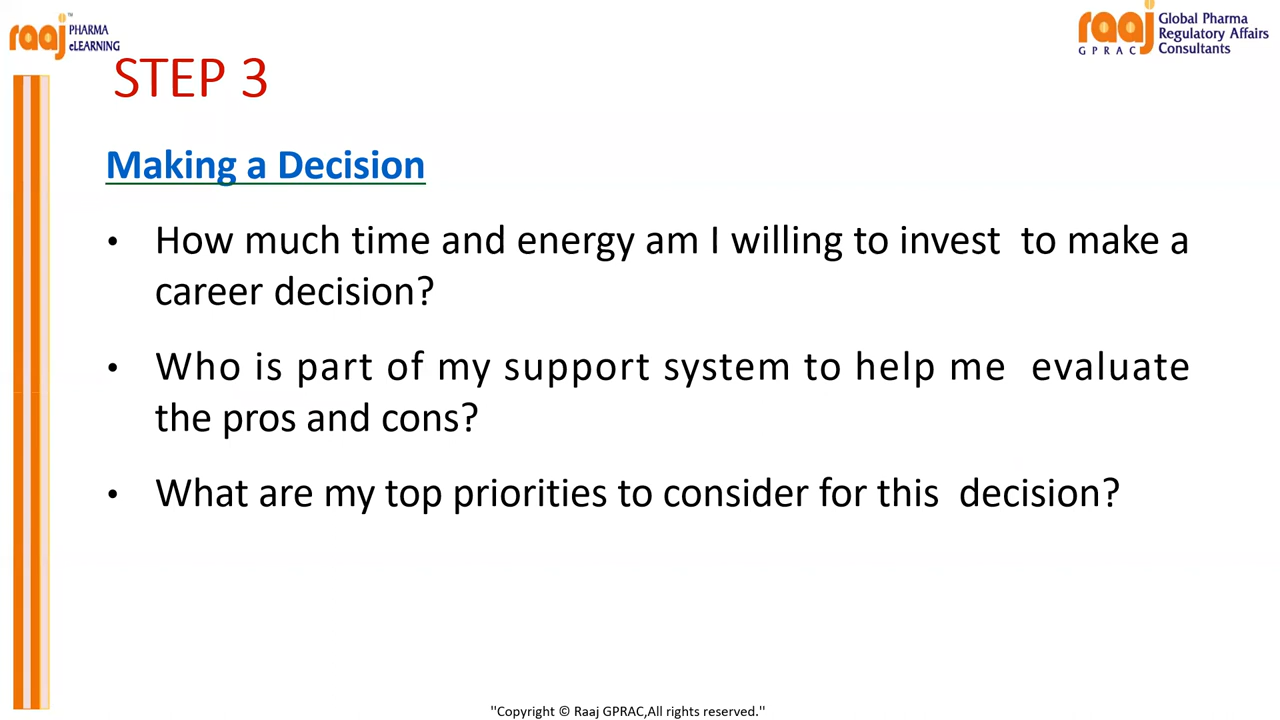 raaj™ PHARMA
eLEARNING
raaj Global Pharma
Regulatory Affairs
GPRAC Consultants
STEP 3
Making a Decision
• How much time and energy am I willing to invest  to make a
career decision?
• Who is part of my support system to help me  evaluate
the pros and cons?
• What are my top priorities to consider for this  decision?
"Copyright © Raaj GPRAC,All rights reserved."